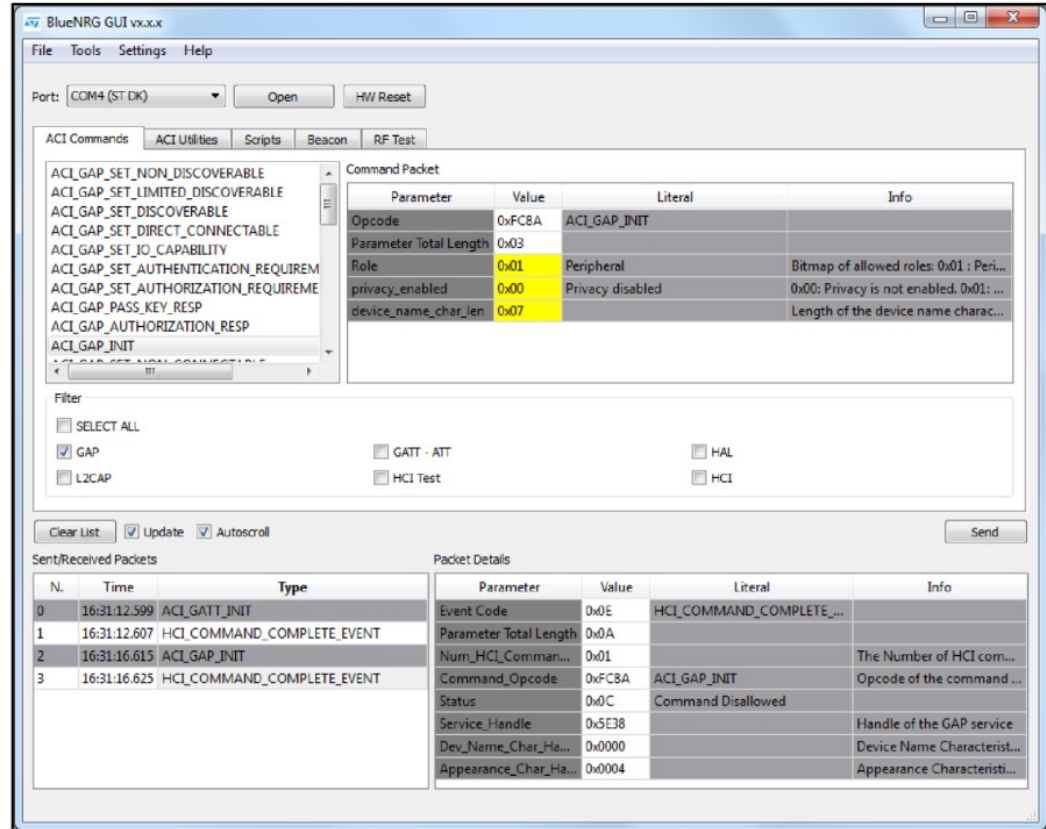 BlueNRG GUI vx.x.x
File Tools Settings Help
Port: COM4 (ST DK) Open HW Reset
ACI Commands ACI Utilities Scripts Beacon RF Test
ACI_GAP_SET_NON_DISCOVERABLE
ACI_GAP_SET_LIMITED_DISCOVERABLE
ACI_GAP_SET_DISCOVERABLE
ACI_GAP_SET_DIRECT_CONNECTABLE
ACI_GAP_SET_IO_CAPABILITY
ACI_GAP_SET_AUTHENTICATION_REQUIREM
ACI_GAP_SET_AUTHORIZATION_REQUIREME
ACI_GAP_PASS_KEY_RESP
ACI_GAP_AUTHORIZATION_RESP
ACI_GAP_INIT
Command Packet
Parameter Value Literal Info
Opcode 0xFC8A ACI_GAP_INIT
Parameter Total Length 0x03
Role 0x01 Peripheral Bitmap of allowed roles: 0x01 : Peri...
privacy_enabled 0x00 Privacy disabled 0x00: Privacy is not enabled. 0x01: ...
device_name_char_len 0x07 Length of the device name charac...
Filter
SELECT ALL
GAP GATT - ATT HAL
L2CAP HCI Test HCI
Clear List Update Autoscroll Send
Sent/Received Packets
N. Time Type
0 16:31:12.599 ACI_GATT_INIT
1 16:31:12.607 HCI_COMMAND_COMPLETE_EVENT
2 16:31:16.615 ACI_GAP_INIT
3 16:31:16.625 HCI_COMMAND_COMPLETE_EVENT
Packet Details
Parameter Value Literal Info
Event Code 0x0E HCI_COMMAND_COMPLETE_...
Parameter Total Length 0x0A
Num_HCI_Comman... 0x01 The Number of HCI com...
Command_Opcode 0xFC8A ACI_GAP_INIT Opcode of the command ...
Status 0x0C Command Disallowed
Service_Handle 0x5E38 Handle of the GAP service
Dev_Name_Char_Ha... 0x0000 Device Name Characterist...
Appearance_Char_Ha... 0x0004 Appearance Characteristi...